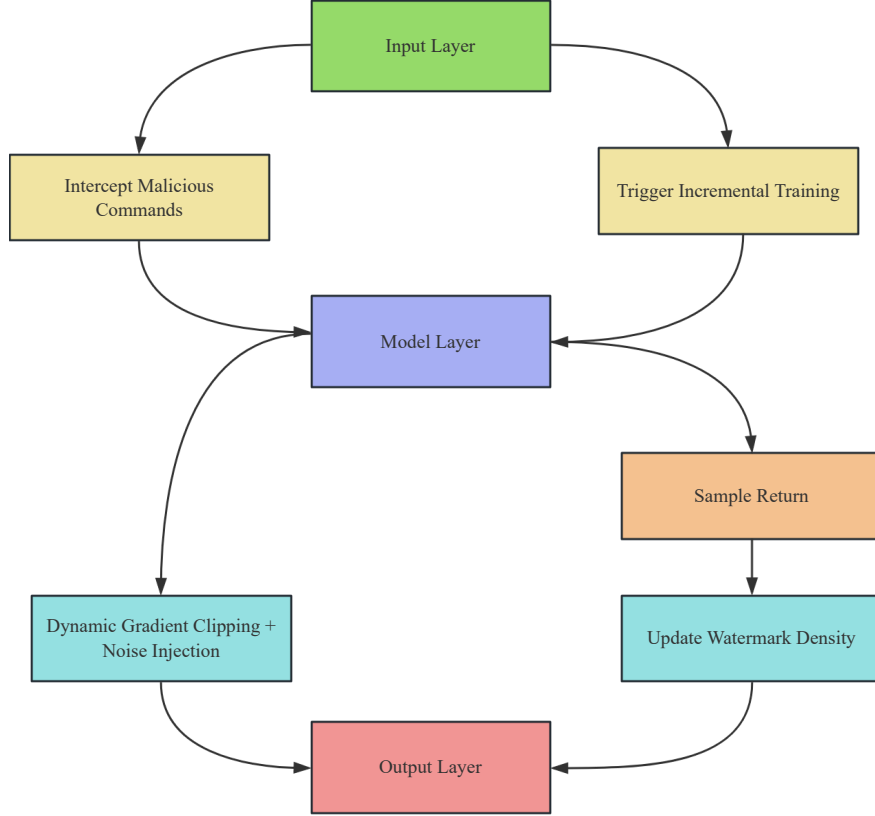 Input Layer
Intercept Malicious
Commands
Trigger Incremental Training
Model Layer
Sample Return
Dynamic Gradient Clipping +
Noise Injection
Update Watermark Density
Output Layer